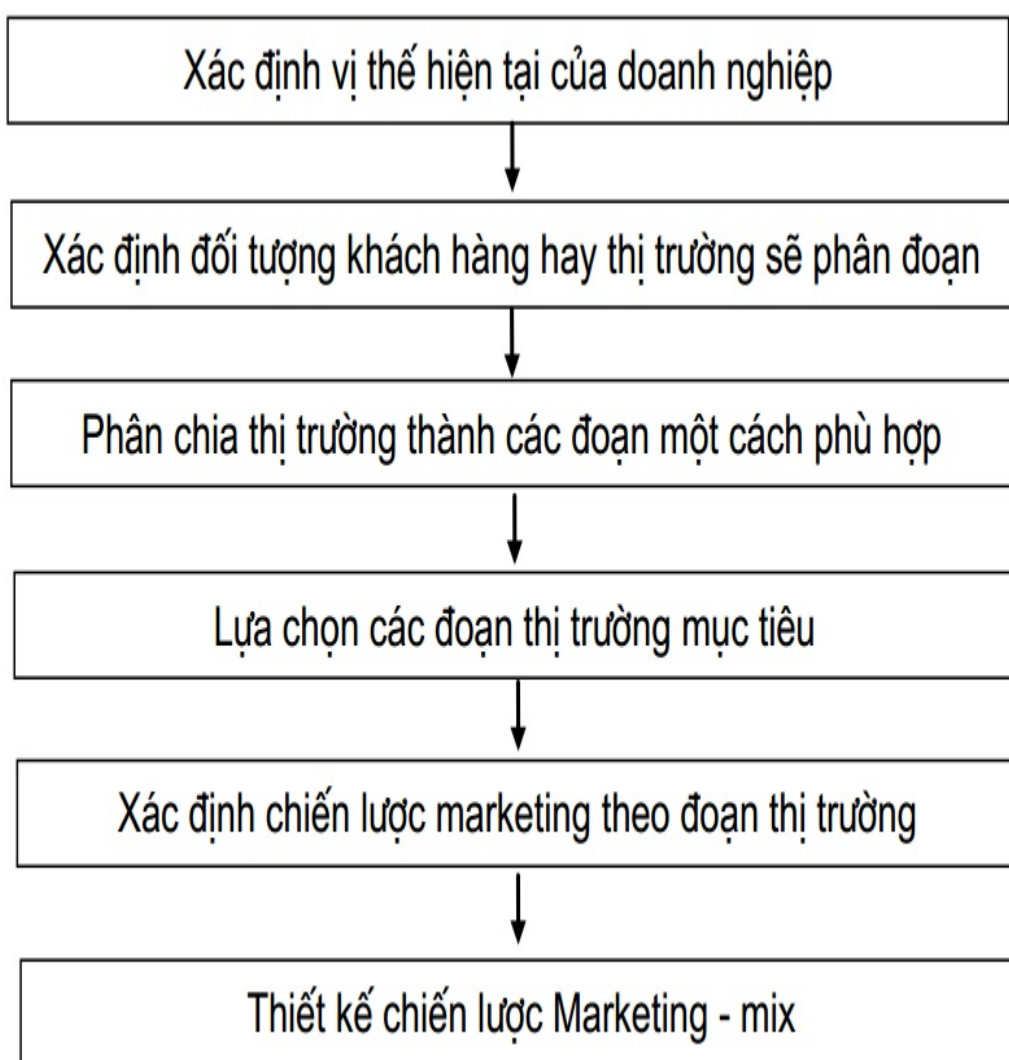 Xác định vị thế hiện tại của doanh nghiệp
Xác định đối tượng khách hàng hay thị trường sẽ phân đoạn
Phân chia thị trường thành các đoạn một cách phù hợp
Lựa chọn các đoạn thị trường mục tiêu
Xác định chiến lược marketing theo đoạn thị trường
Thiết kế chiến lược Marketing - mix